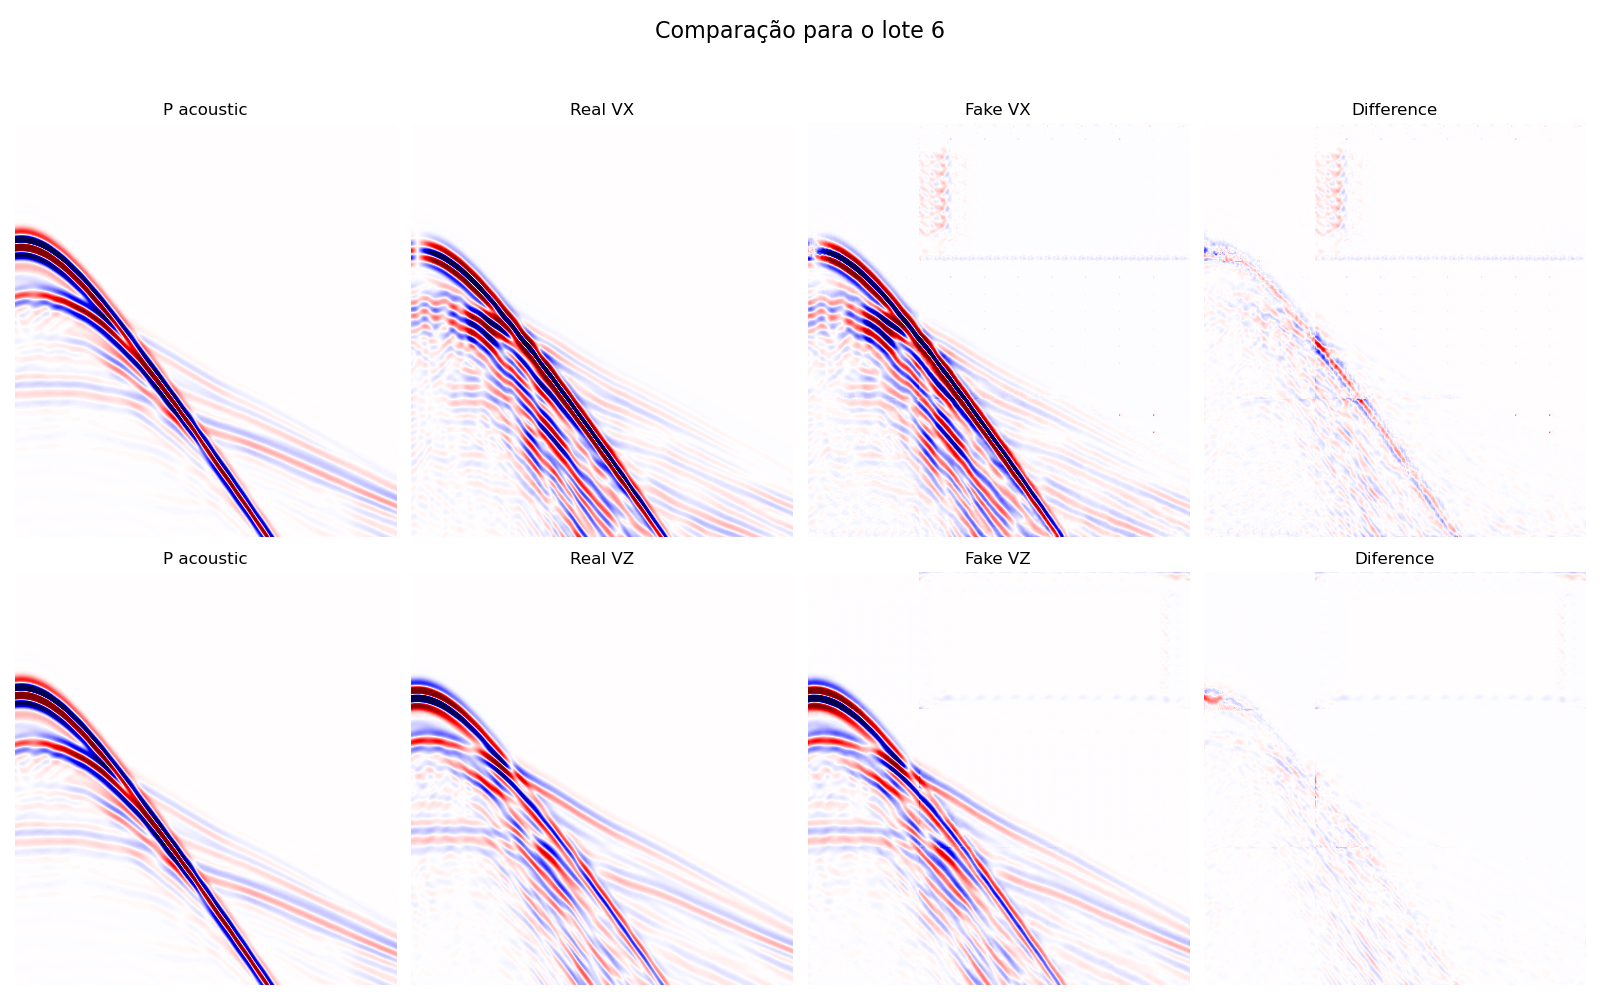 Comparação para o lote 6
P acoustic
Real VX
Fake VX
Difference
P acoustic
Real VZ
Fake VZ
Diference